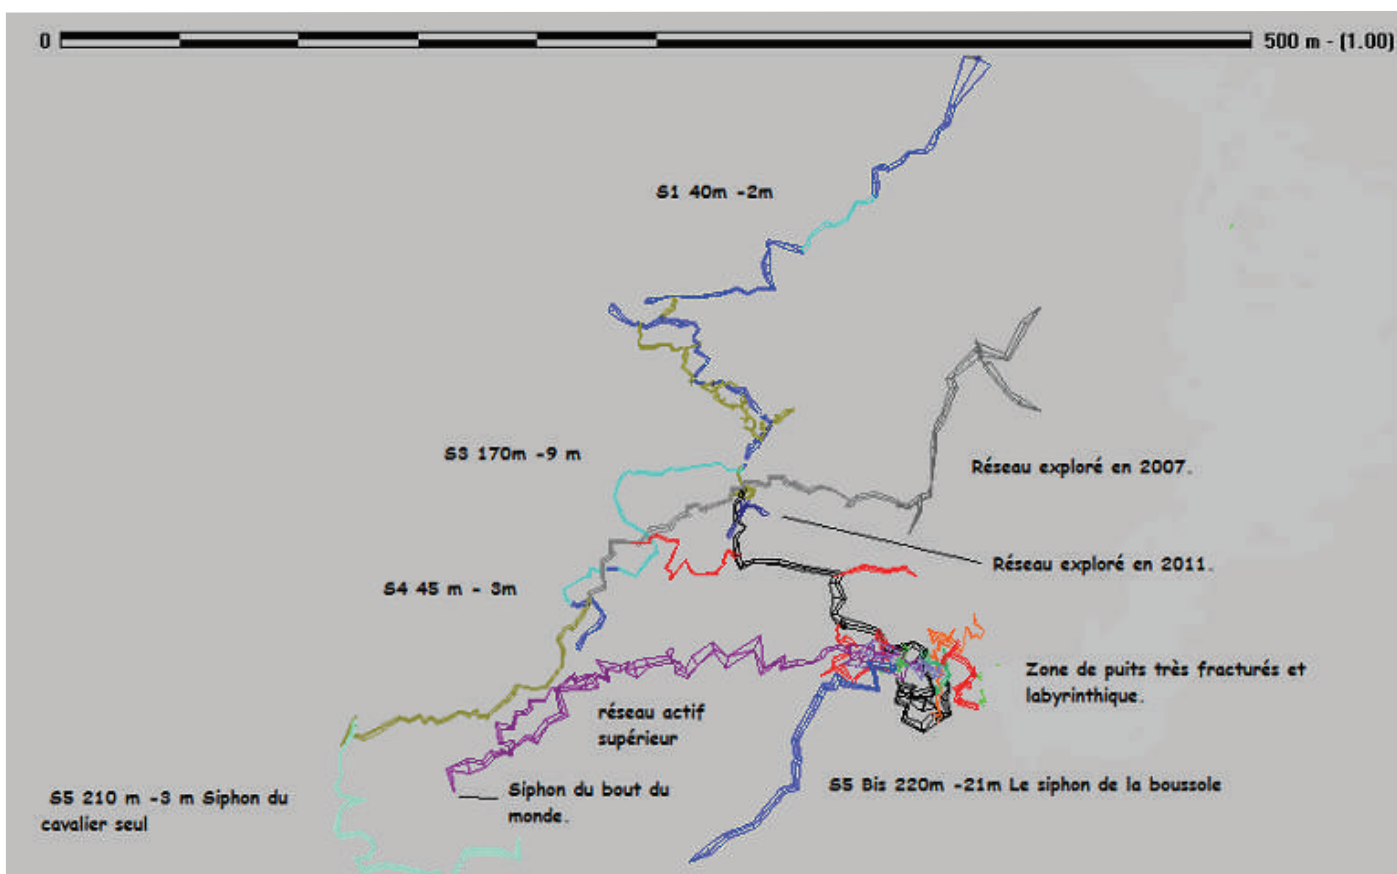 0 500 m - (1.00)
S1 40m -2m
S3 170m -9 m
Réseau exploré en 2007.
Réseau exploré en 2011.
S4 45 m - 3m
Zone de puits très fracturés et
labyrinthique.
réseau actif
supérieur
S5 Bis 220m -21m Le siphon de la boussole
Siphon du bout du
monde.
S5 210 m -3 m Siphon du
cavalier seul